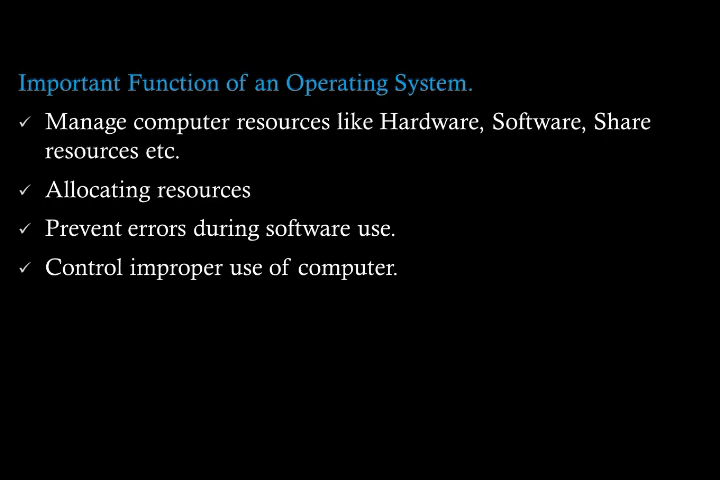 Important Function of an Operating System.
✓ Manage computer resources like Hardware, Software, Share
resources etc.
✓ Allocating resources
✓ Prevent errors during software use.
✓ Control improper use of computer.